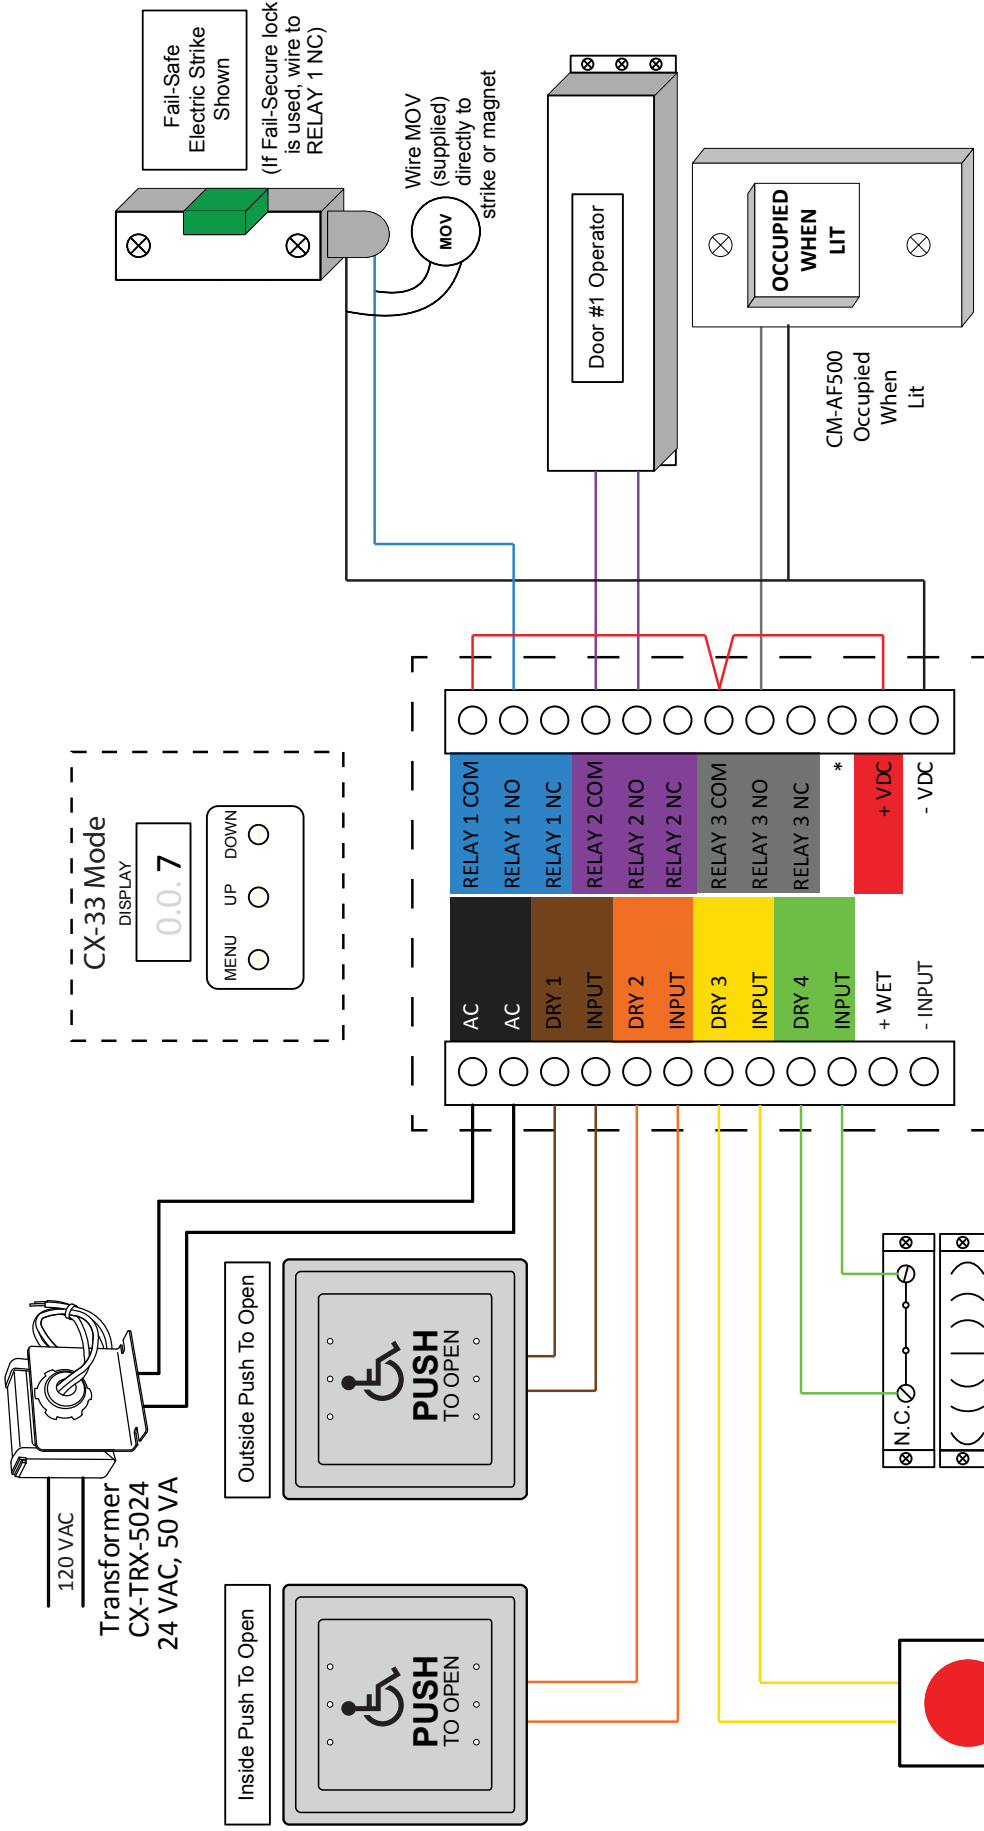 120 VAC
Transformer
CX-TRX-5024
24 VAC, 50 VA
CX-33 Mode
DISPLAY
0.0. 7
MENU UP DOWN
Fail-Safe
Electric Strike
Shown
(If Fail-Secure lock
is used, wire to
RELAY 1 NC)
Inside Push To Open
PUSH
TO OPEN
Outside Push To Open
PUSH
TO OPEN
Wire MOV
(supplied)
directly to
strike or magnet
MOV
AC
AC
DRY 1
INPUT
DRY 2
INPUT
DRY 3
INPUT
DRY 4
INPUT
+ WET
- INPUT
RELAY 1 COM
RELAY 1 NO
RELAY 1 NC
RELAY 2 COM
RELAY 2 NO
RELAY 2 NC
RELAY 3 COM
RELAY 3 NO
RELAY 3 NC
*
+ VDC
- VDC
Door #1 Operator
OCCUPIED
WHEN
LIT
CM-AF500
Occupied
When
Lit
N.C.